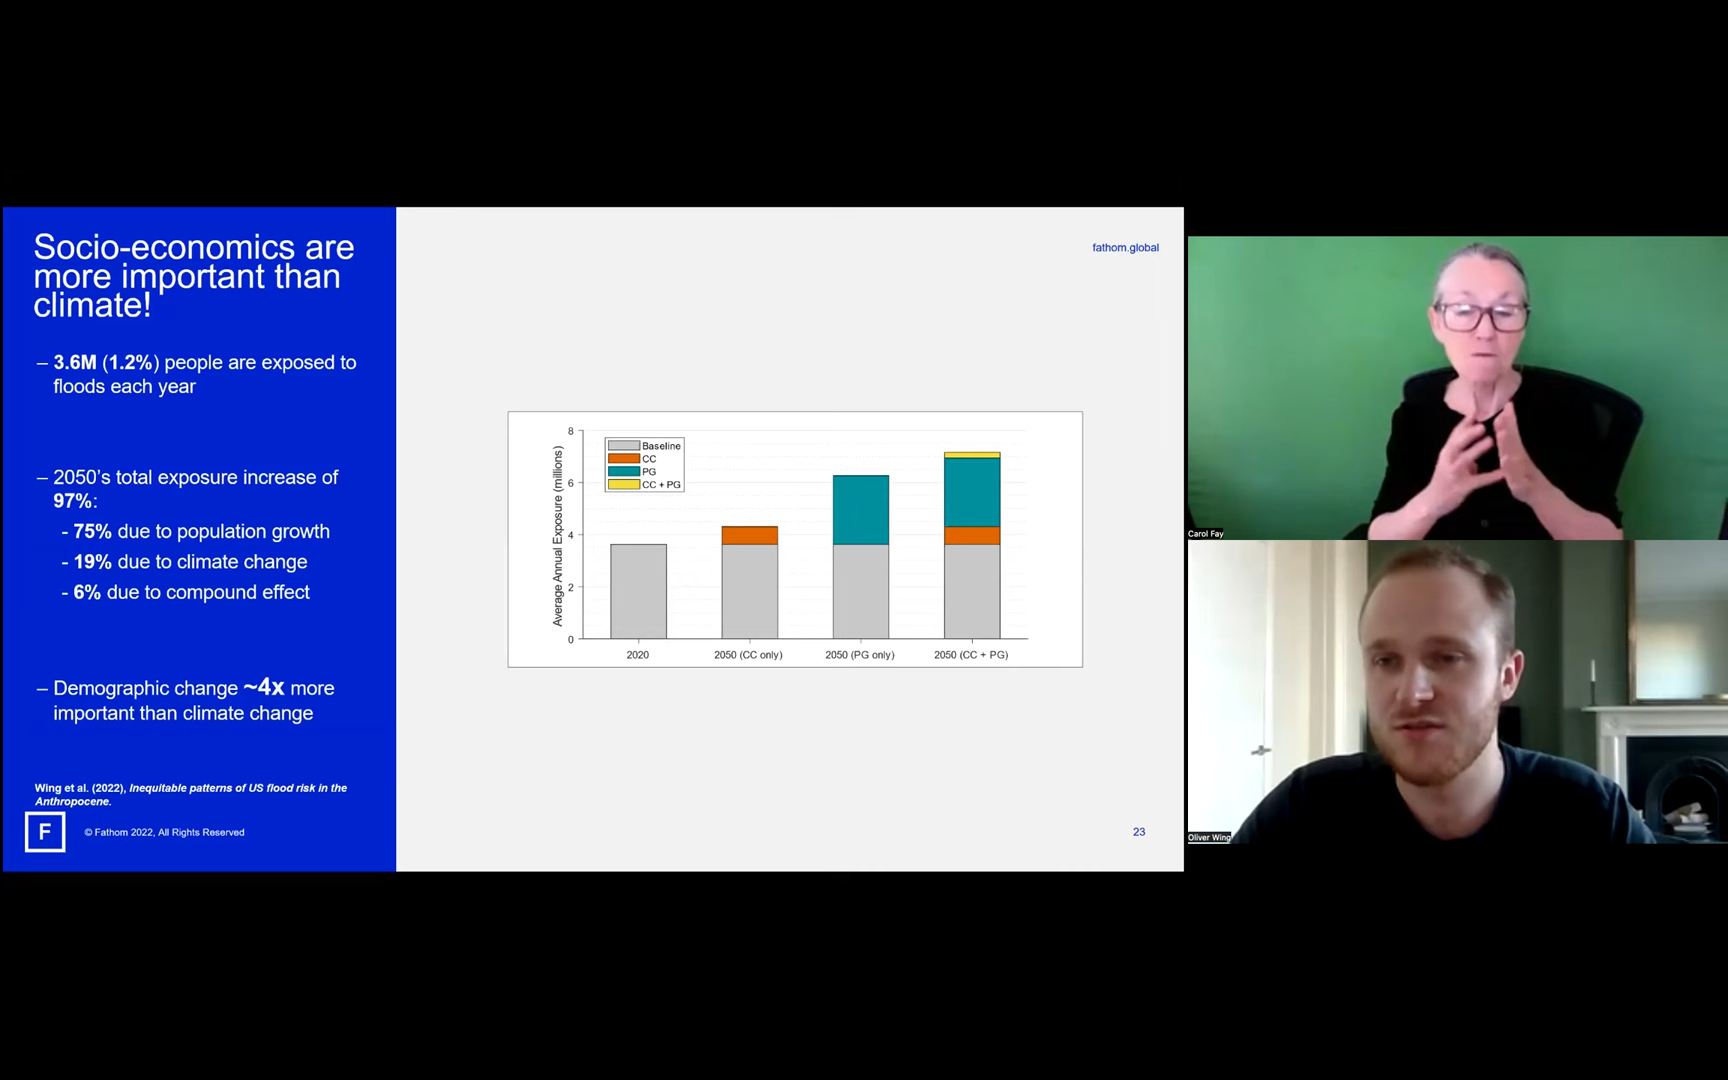 Socio-economics are
more important than
climate!
– 3.6M (1.2%) people are exposed to
floods each year
– 2050’s total exposure increase of
97%:
- 75% due to population growth
- 19% due to climate change
- 6% due to compound effect
– Demographic change ~4x more
important than climate change
Wing et al. (2022), Inequitable patterns of US flood risk in the
Anthropocene.
F
© Fathom 2022, All Rights Reserved
fathom.global
Average Annual Exposure (millions)
8
6
4
2
0
Baseline
CC
PG
CC + PG
2020
2050 (CC only)
2050 (PG only)
2050 (CC + PG)
23
Carol Fay
Oliver Wing